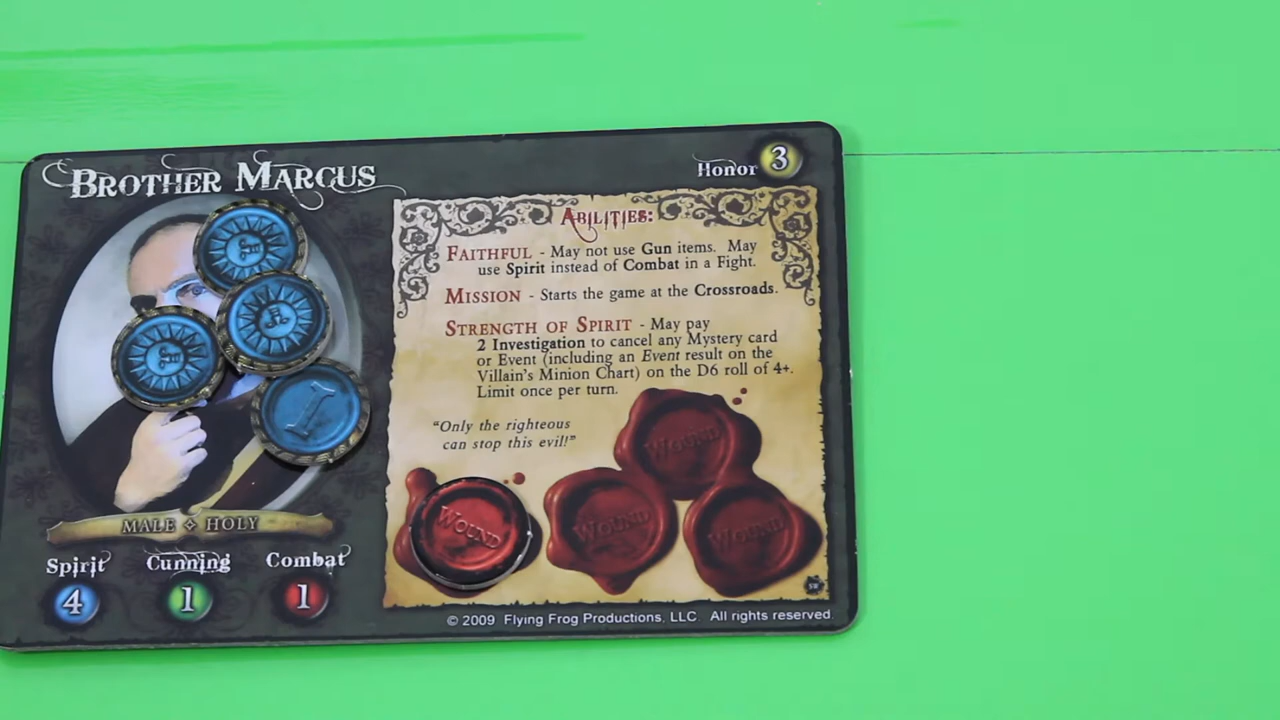 Brother Marcus
Honor 3
Abilities:
Faithful - May not use Gun items. May
use Spirit instead of Combat in a Fight.
Mission - Starts the game at the Crossroads.
Strength of Spirit - May pay
2 Investigation to cancel any Mystery card
or Event (including an Event result on the
Villain's Minion Chart) on the D6 roll of 4+.
Limit once per turn.
"Only the righteous
can stop this evil!"
Wound
Wound
Wound
Wound
Male ✧ Holy
Spirit Cunning Combat
4 1 1
© 2009 Flying Frog Productions, LLC. All rights reserved.